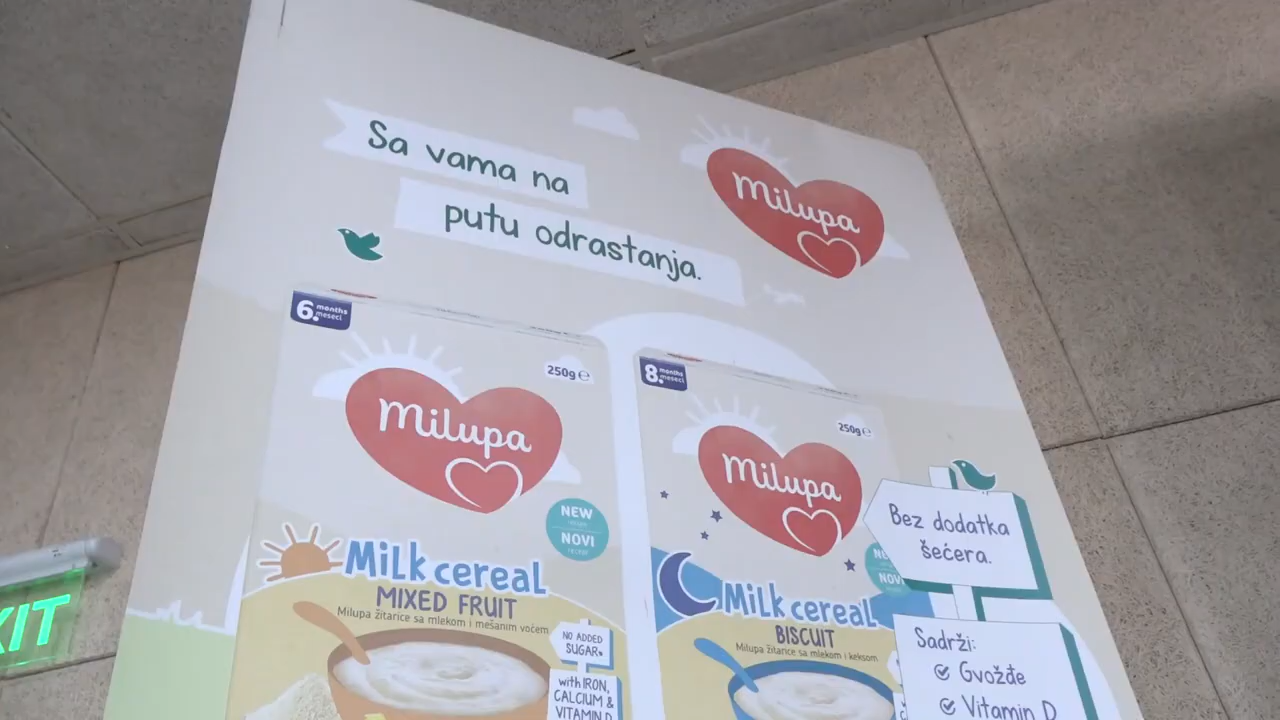 Sa vama na
putu odrastanja.
Milupa
6. months
meseci
250g e
Milupa
NEW
NOVI
MiLk cereaL
MIXED FRUIT
Milupa žitarice sa mlekom i mešanim voćem
NO ADDED
SUGAR.
with IRON,
CALCIUM &
VITAMIN D
8. months
meseci
250g e
Milupa
MiLk cereaL
BISCUIT
Milupa žitarice sa mlekom i keksom
Bez dodatka
šećera.
Sadrži:
Gvožđe
Vitamin D